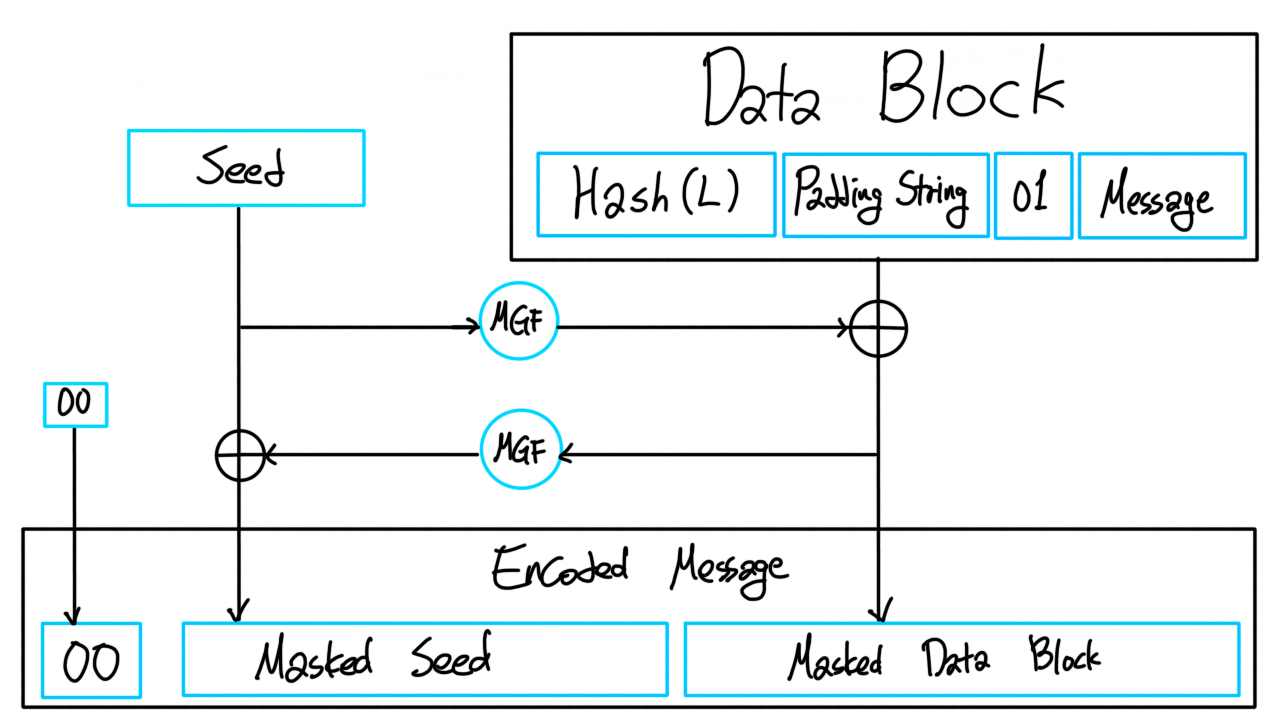 Data Block
Seed
Hash(L) Padding String 01 Message
MGF
00
MGF
Encoded Message
00 Masked Seed Masked Data Block